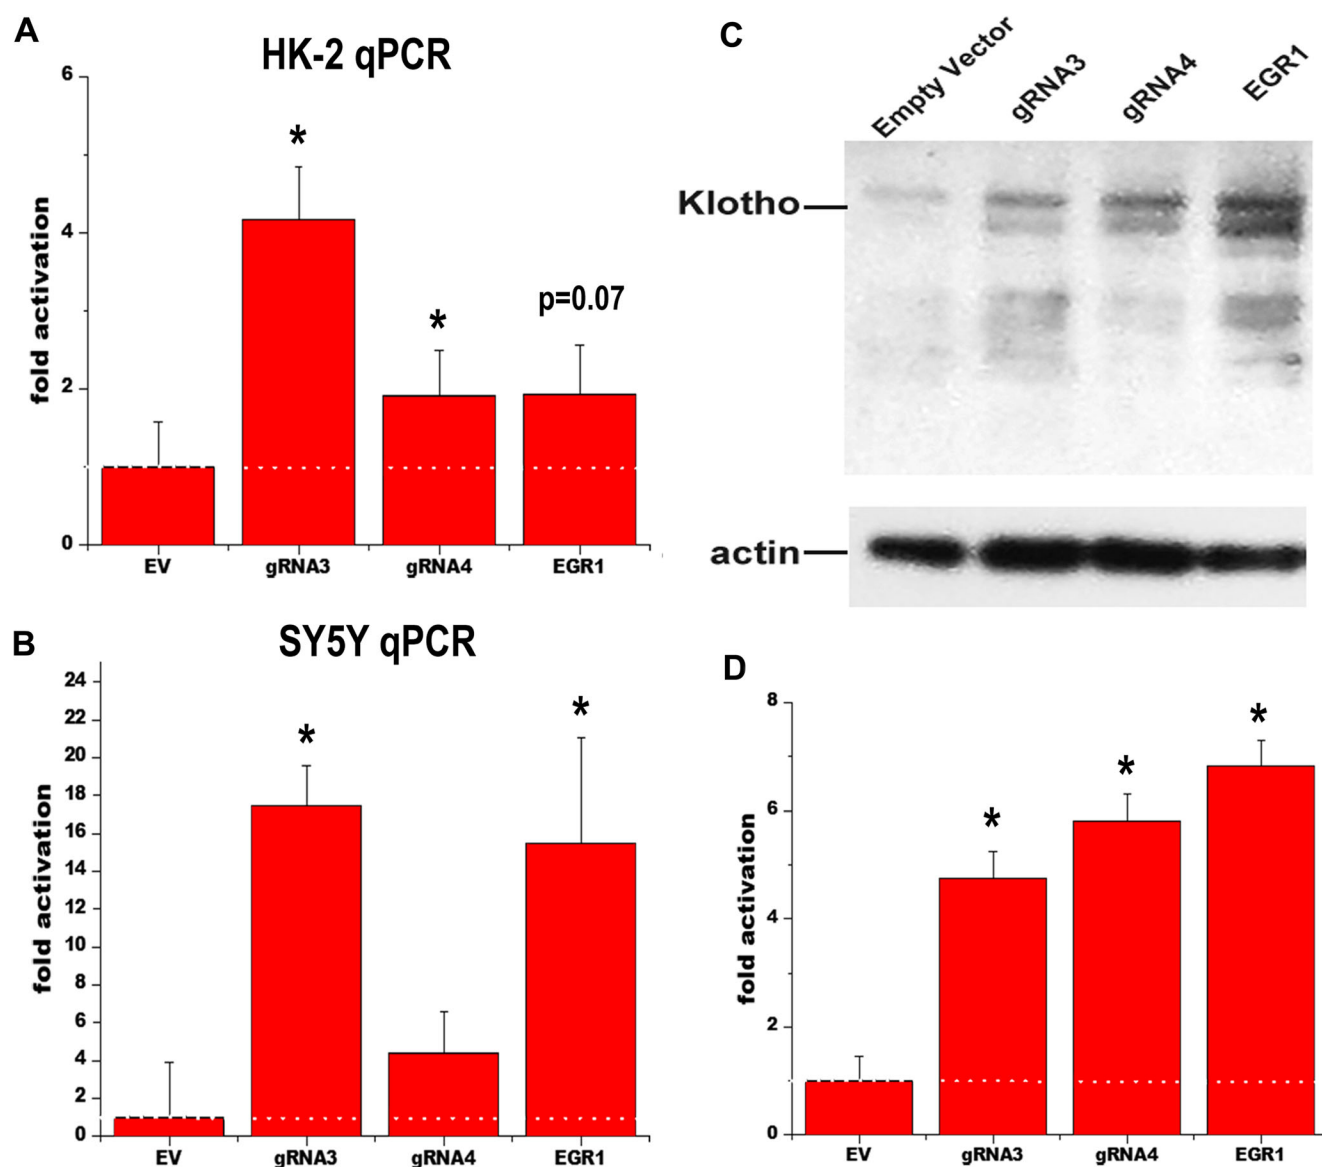 A
HK-2 qPCR
6
4
2
0
fold activation
*
*
p=0.07
EV gRNA3 gRNA4 EGR1
B
SY5Y qPCR
24
22
20
18
16
14
12
10
8
6
4
2
0
fold activation
*
*
EV gRNA3 gRNA4 EGR1
C
Empty Vector
gRNA3
gRNA4
EGR1
Klotho
actin
D
8
6
4
2
0
fold activation
*
*
*
EV gRNA3 gRNA4 EGR1